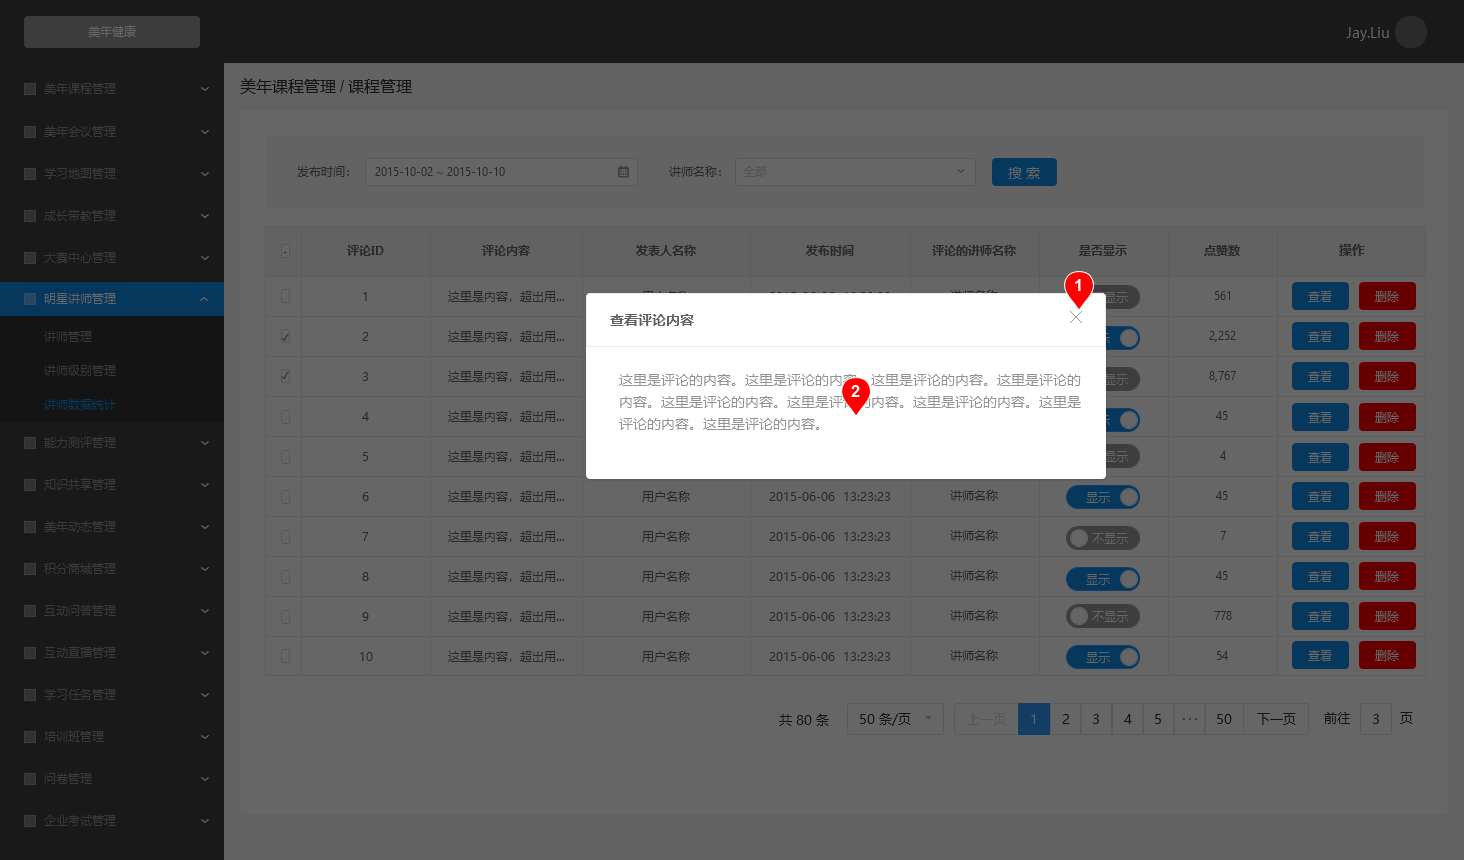 美年健康
Jay.Liu
美年课程管理
美年会议管理
学习地图管理
成长带教管理
大赛中心管理
明星讲师管理
讲师管理
讲师级别管理
讲师数据统计
能力测评管理
知识共享管理
美年动态管理
积分商城管理
互动问答管理
互动直播管理
学习任务管理
培训班管理
问卷管理
企业考试管理
美年课程管理 / 课程管理
发布时间: 2015-10-02 ~ 2015-10-10 讲师名称: 全部 搜 索
评论ID 评论内容 发表人名称 发布时间 评论的讲师名称 是否显示 点赞数 操作
1 这里是内容，超出用... 561 查看 删除
2 这里是内容，超出用... 2,252 查看 删除
3 这里是内容，超出用... 8,767 查看 删除
4 这里是内容，超出用... 45 查看 删除
5 这里是内容，超出用... 4 查看 删除
6 这里是内容，超出用... 用户名称 2015-06-06 13:23:23 讲师名称 显示 45 查看 删除
7 这里是内容，超出用... 用户名称 2015-06-06 13:23:23 讲师名称 不显示 7 查看 删除
8 这里是内容，超出用... 用户名称 2015-06-06 13:23:23 讲师名称 显示 45 查看 删除
9 这里是内容，超出用... 用户名称 2015-06-06 13:23:23 讲师名称 不显示 778 查看 删除
10 这里是内容，超出用... 用户名称 2015-06-06 13:23:23 讲师名称 显示 54 查看 删除
共 80 条 50 条/页 上一页 1 2 3 4 5 ··· 50 下一页 前往 3 页
1
查看评论内容
2
这里是评论的内容。这里是评论的内容。这里是评论的内容。这里是评论的
内容。这里是评论的内容。这里是评论的内容。这里是评论的内容。这里是
评论的内容。这里是评论的内容。